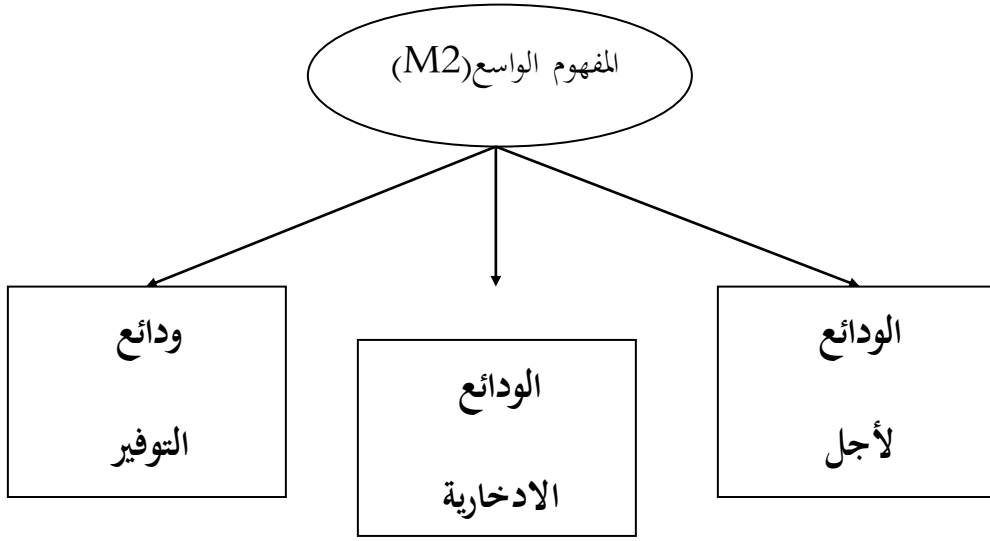 المفهوم الواسع(M2)
الودائع
لأجل
الودائع
الادخارية
ودائع
التوفير